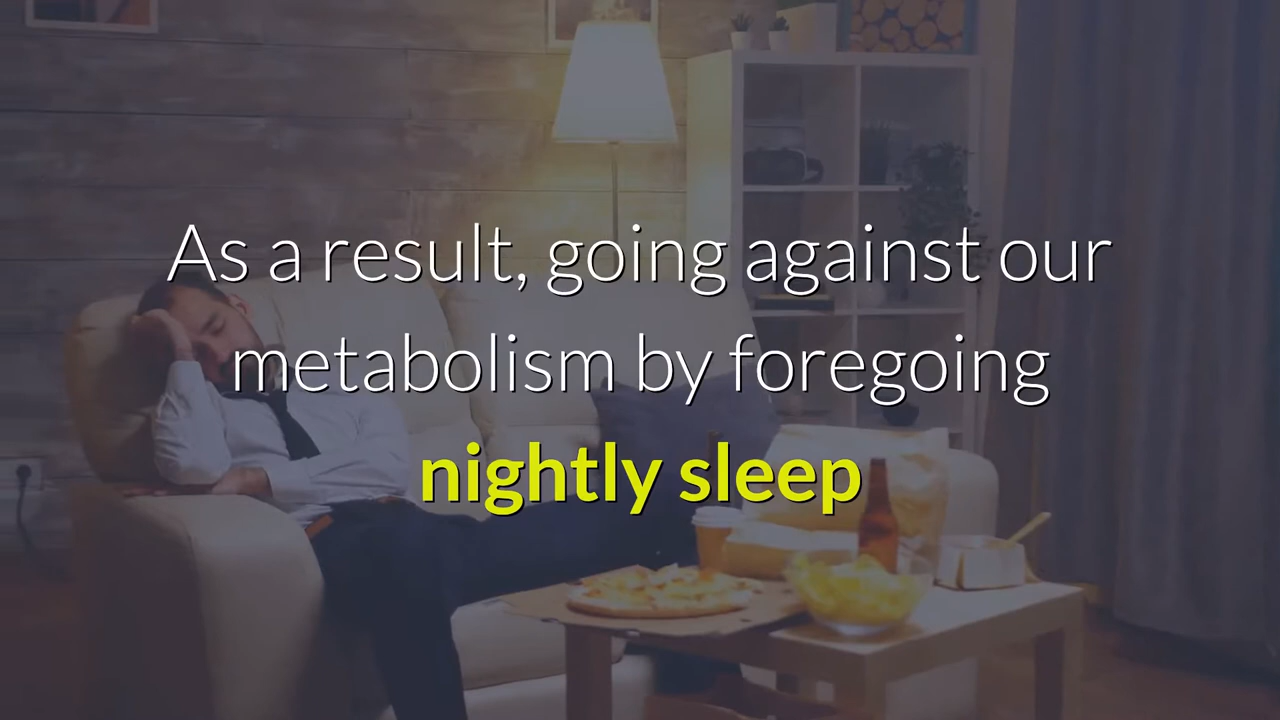 As a result, going against our
metabolism by foregoing
nightly sleep